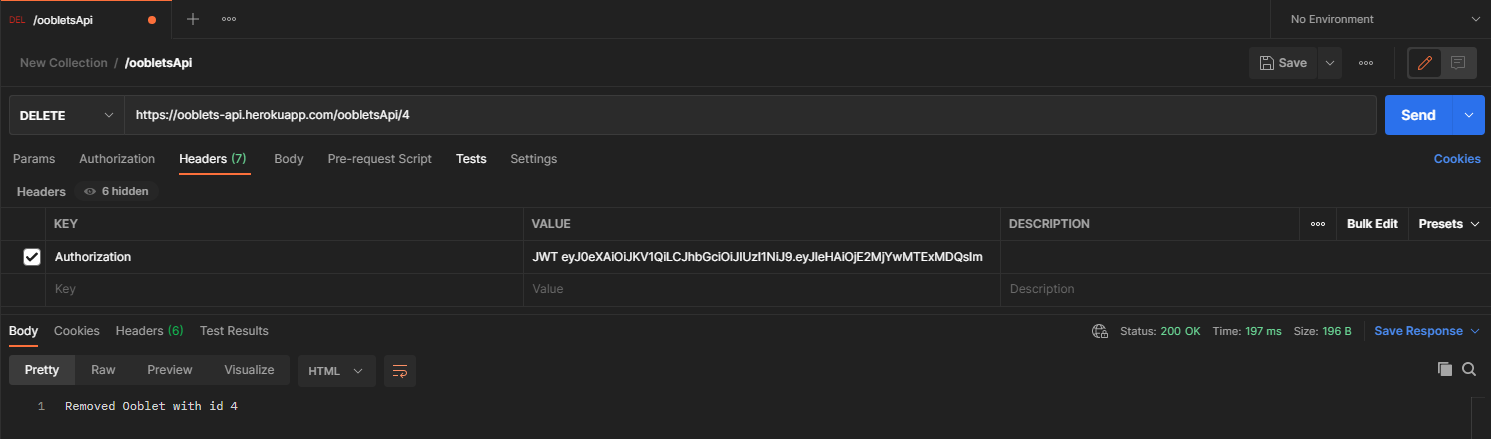 DEL /oobletsApi
No Environment
New Collection / /oobletsApi
Save
DELETE
https://ooblets-api.herokuapp.com/oobletsApi/4
Send
Params Authorization Headers (7) Body Pre-request Script Tests Settings Cookies
Headers 6 hidden
KEY VALUE DESCRIPTION Bulk Edit Presets
Authorization JWT eyJ0eXAiOiJKV1QiLCJhbGciOiJIUzI1NiJ9.eyJleHAiOjE2MjYwMTExMDQsIm
Key Value Description
Body Cookies Headers (6) Test Results Status: 200 OK Time: 197 ms Size: 196 B Save Response
Pretty Raw Preview Visualize HTML
1 Removed Ooblet with id 4